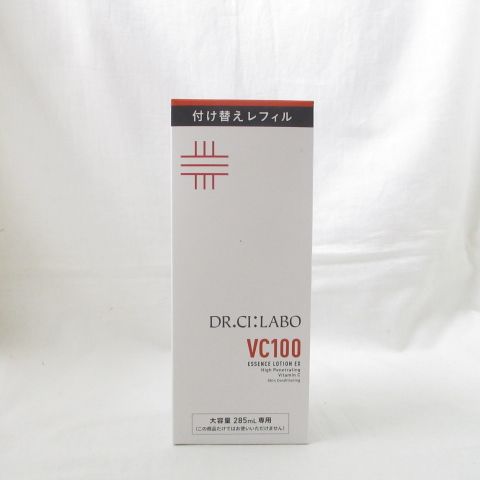 付け替えレフィル
DR.CI:LABO
VC100
ESSENCE LOTION EX
High Penetrating
Vitamin C
Skin Conditioning
大容量 285mL 専用
(この商品だけではお使いいただけません)